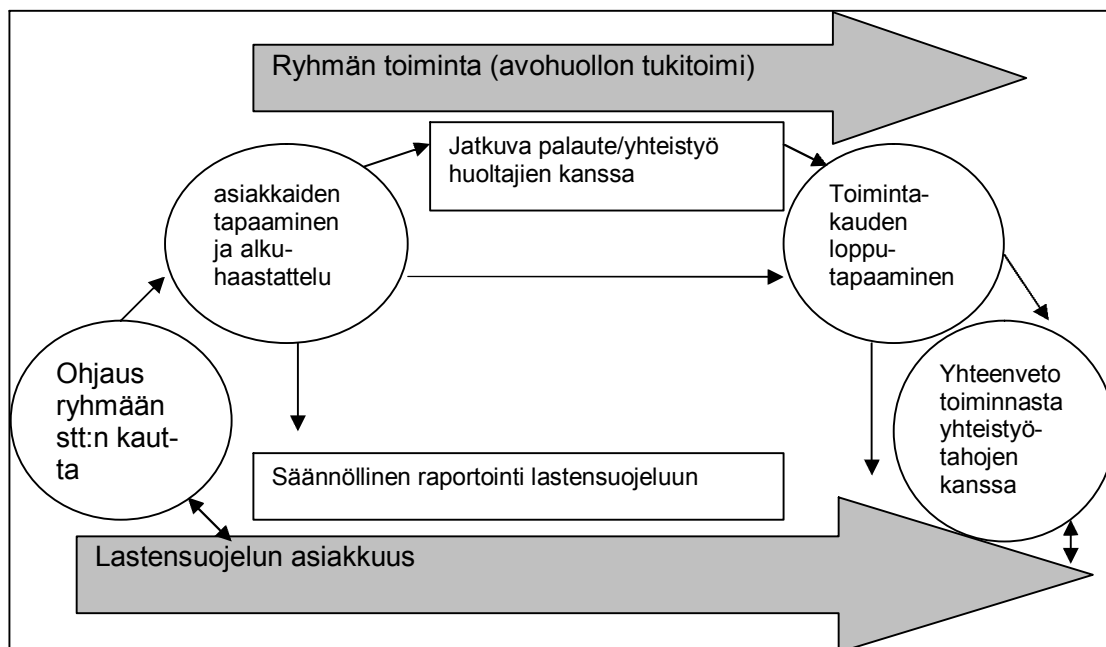 Ryhmän toiminta (avohuollon tukitoimi)
Jatkuva palaute/yhteistyö
huoltajien kanssa
asiakkaiden
tapaaminen
ja alku-
haastattelu
Toiminta-
kauden
loppu-
tapaaminen
Ohjaus
ryhmään
stt:n kaut-
ta
Yhteenveto
toiminnasta
yhteistyö-
tahojen
kanssa
Säännöllinen raportointi lastensuojeluun
Lastensuojelun asiakkuus